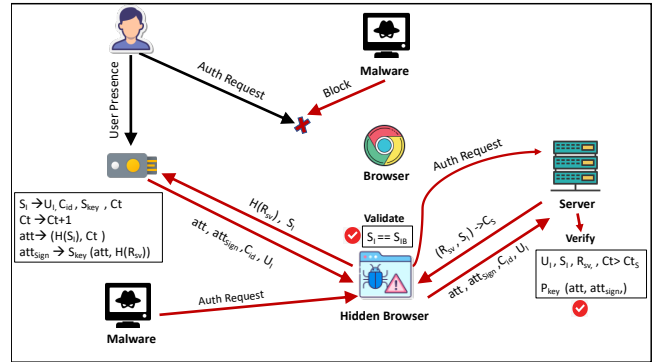 Malware
Auth Request
Block
User Presence
Browser
Auth Request
Server
S_I →U_I, C_id , S_key , Ct
Ct →Ct+1
att→ (H(S_I), Ct )
att_Sign → S_key (att, H(R_sv))
H(R_sv), S_I
att, att_Sign,C_id, U_I
Validate
S_I == S_IB
(R_sv , S_I) ->C_S
att , att_Sign , C_id, U_I
Verify
U_I , S_I , R_sv, , Ct> Ct_S
P_key (att, att_sign,)
Hidden Browser
Auth Request
Malware